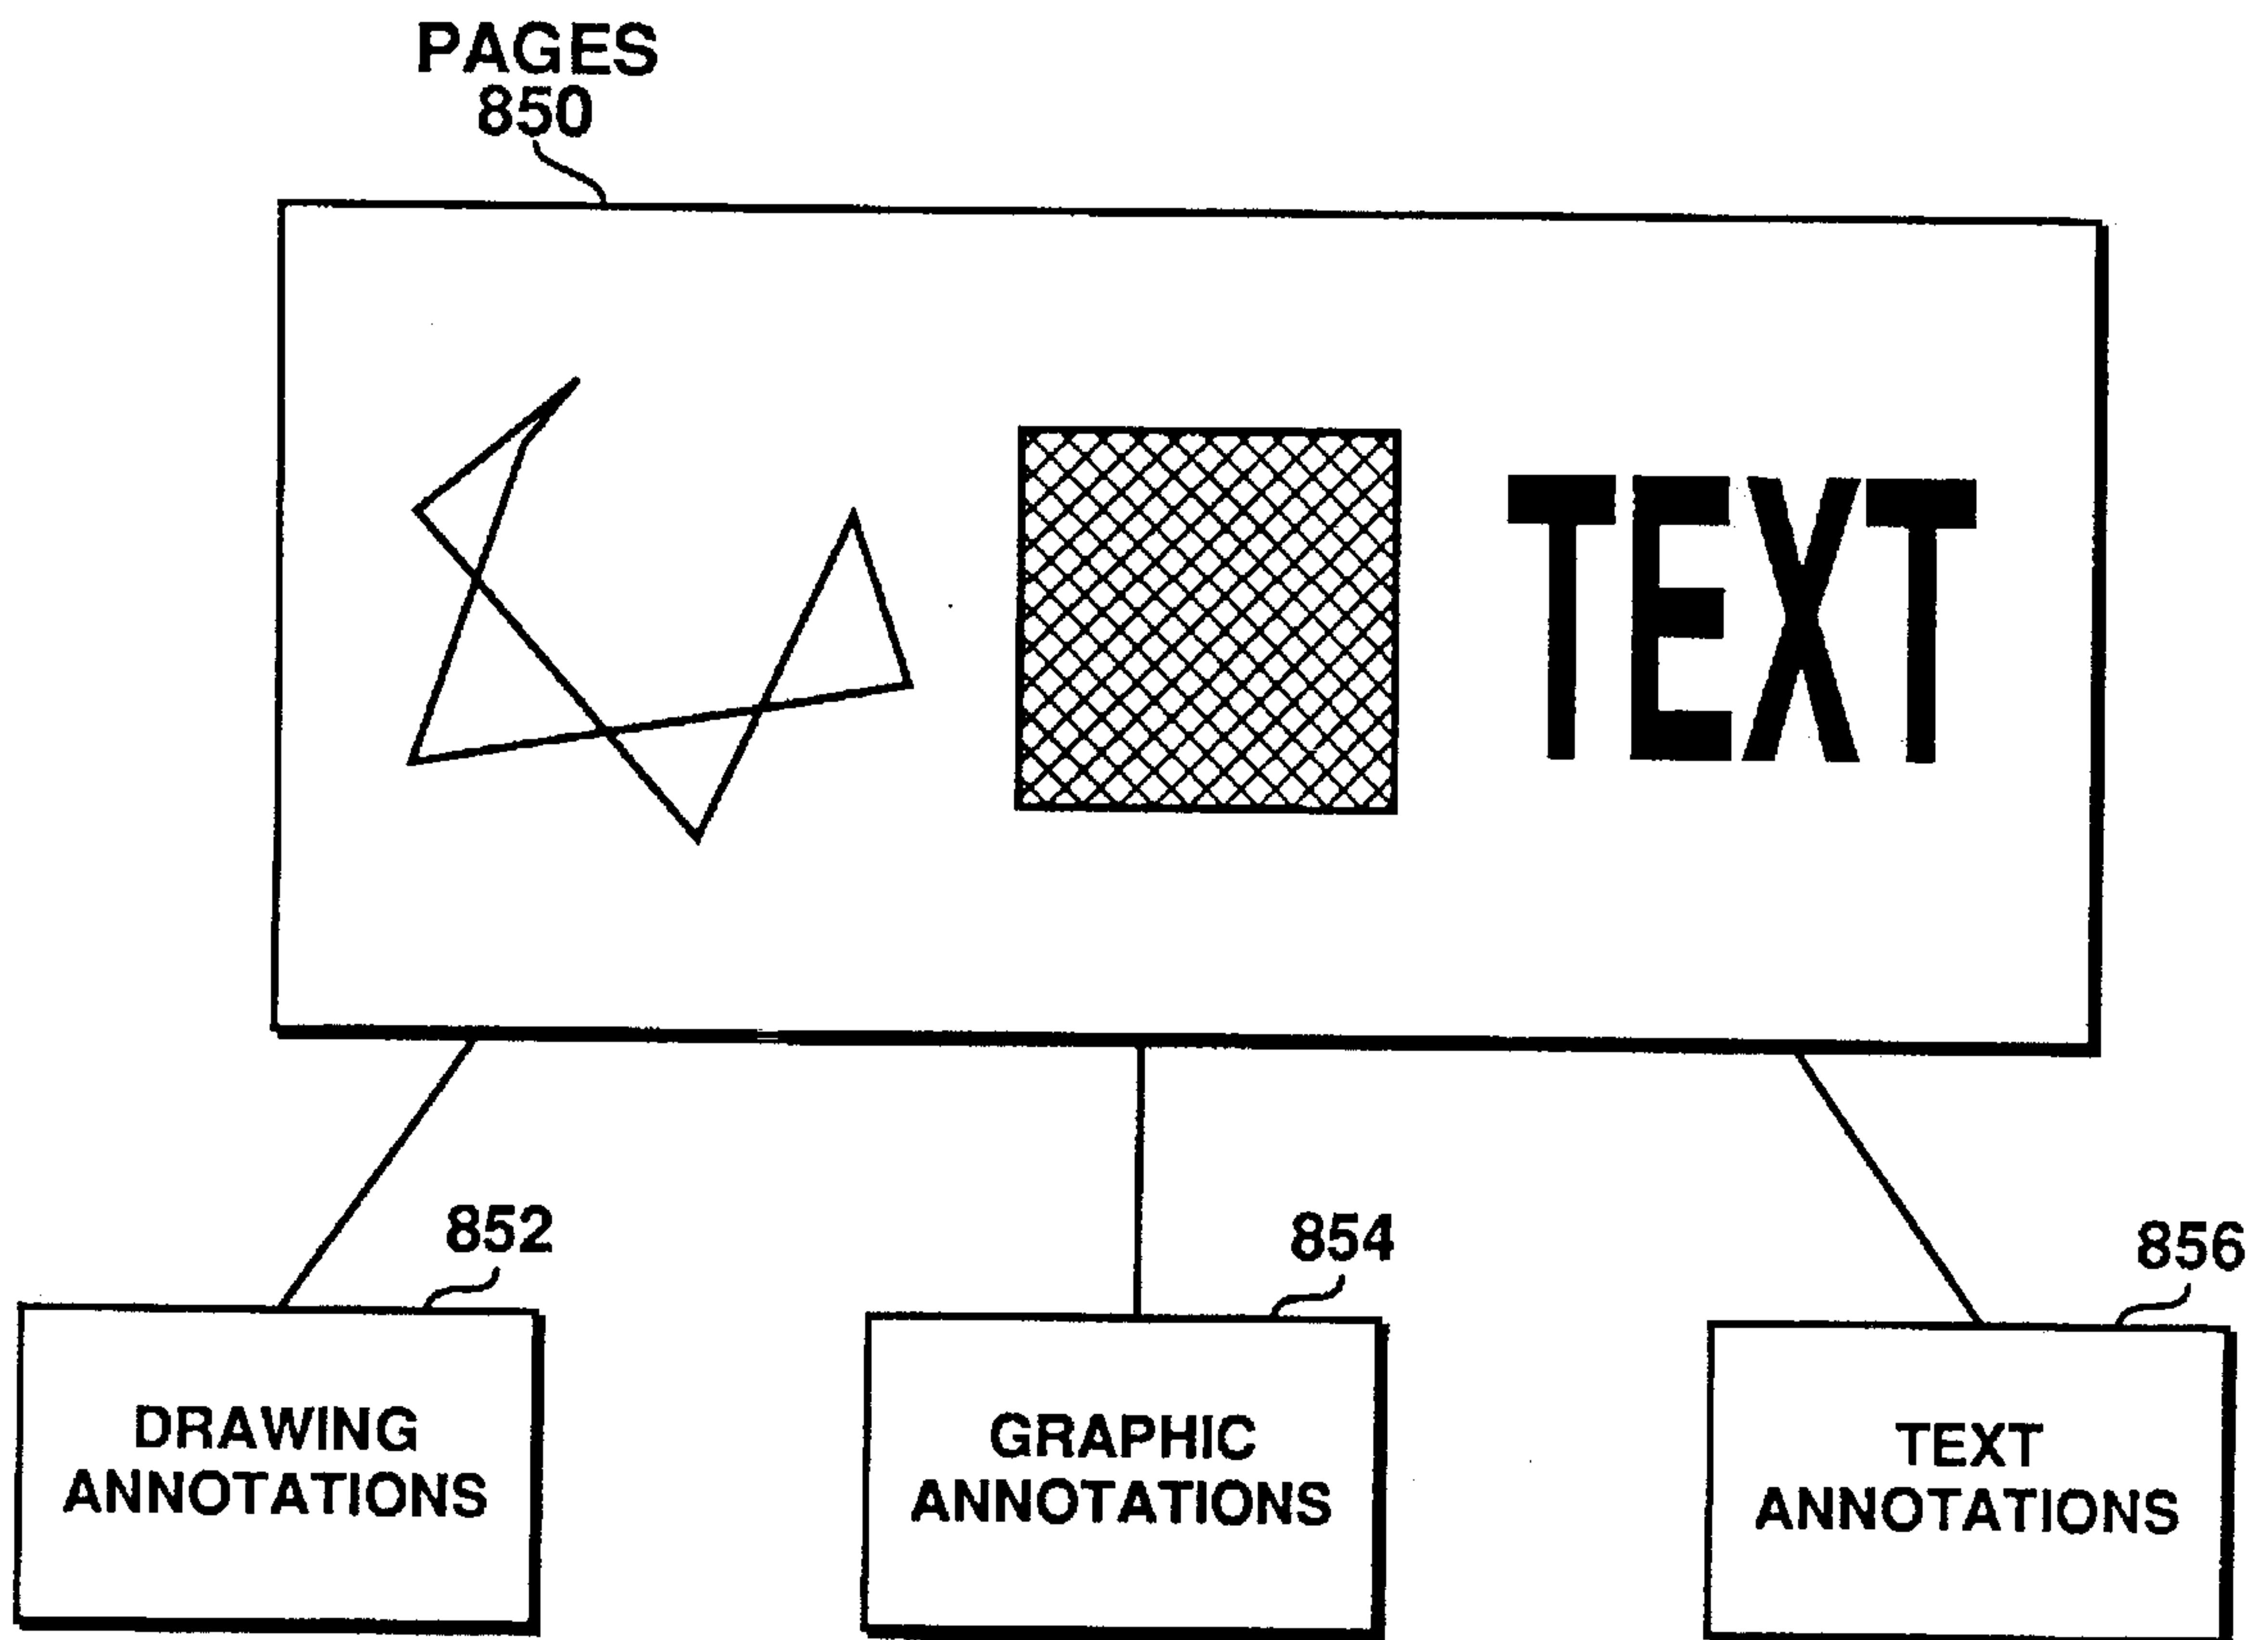 PAGES
850
TEXT
852
854
856
DRAWING
ANNOTATIONS
GRAPHIC
ANNOTATIONS
TEXT
ANNOTATIONS